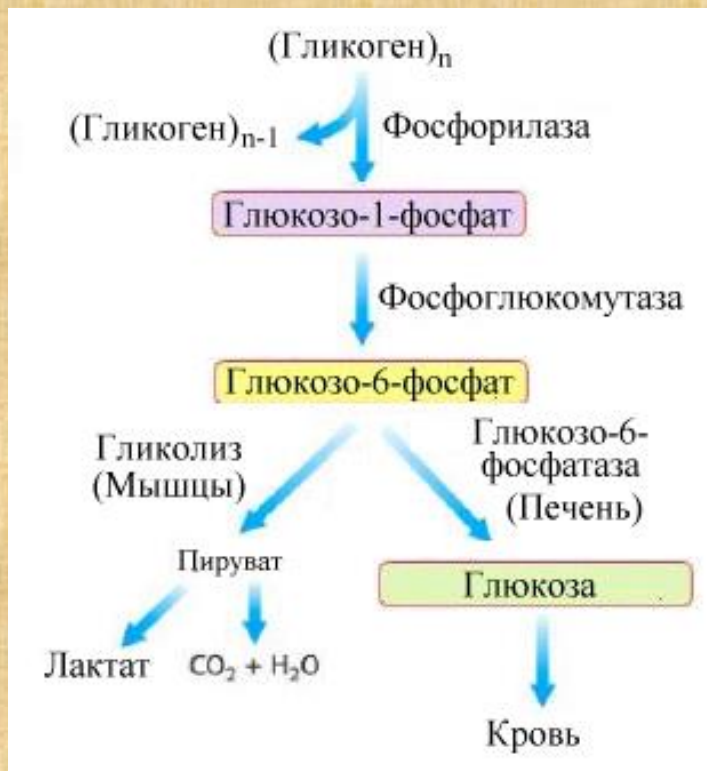 (Гликоген)n
(Гликоген)n-1
Фосфорилаза
Глюкозо-1-фосфат
Фосфоглюкомутаза
Глюкозо-6-фосфат
Гликолиз
(Мышцы)
Глюкозо-6-
фосфатаза
(Печень)
Пируват
Глюкоза
Лактат
CO₂ + H₂O
Кровь